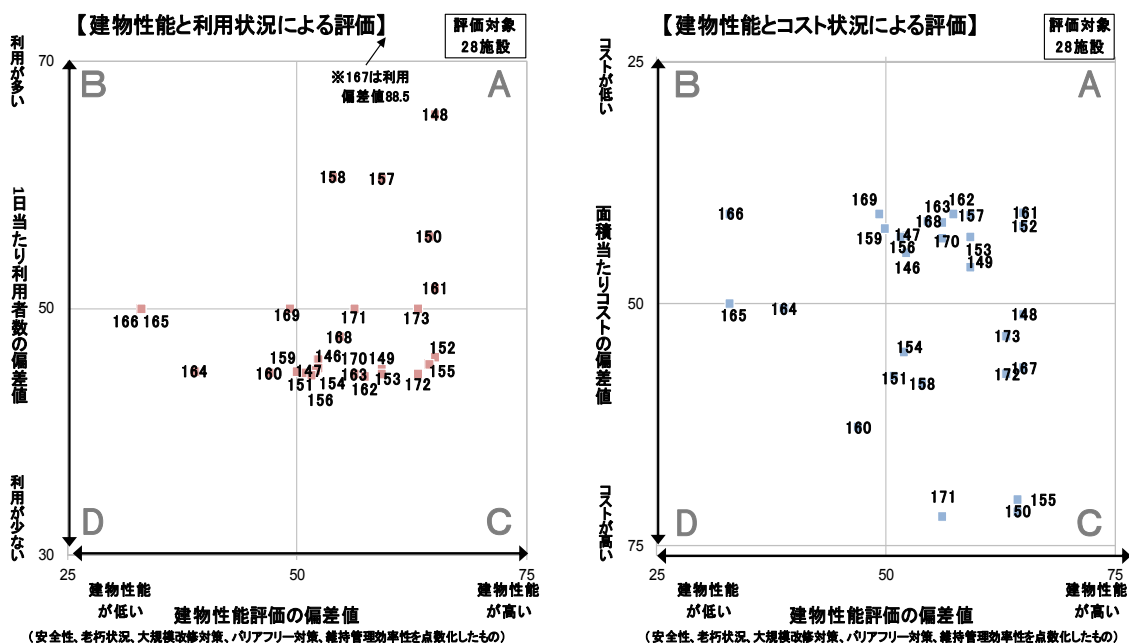 【建物性能と利用状況による評価】
評価対象
28施設
利用が多い
1日当たり利用者数の偏差値
利用が少ない
70
50
30
B
A
D
C
※167は利用
偏差値88.5
148
158
157
150
161
166 165
169
171
173
168
152
159
146
170
149
155
164
160
147
163
153
151
154
172
162
156
25
50
75
建物性能
が低い
建物性能評価の偏差値
建物性能
が高い
(安全性、老朽状況、大規模改修対策、バリアフリー対策、維持管理効率性を点数化したもの)
【建物性能とコスト状況による評価】
評価対象
28施設
コストが低い
面積当たりコストの偏差値
コストが高い
25
50
75
B
A
D
C
169
163
162
166
168
157
161
152
159
147
156
170
153
146
149
165
164
148
173
154
167
172
151
158
160
171
155
150
25
50
75
建物性能
が低い
建物性能評価の偏差値
建物性能
が高い
(安全性、老朽状況、大規模改修対策、バリアフリー対策、維持管理効率性を点数化したもの)